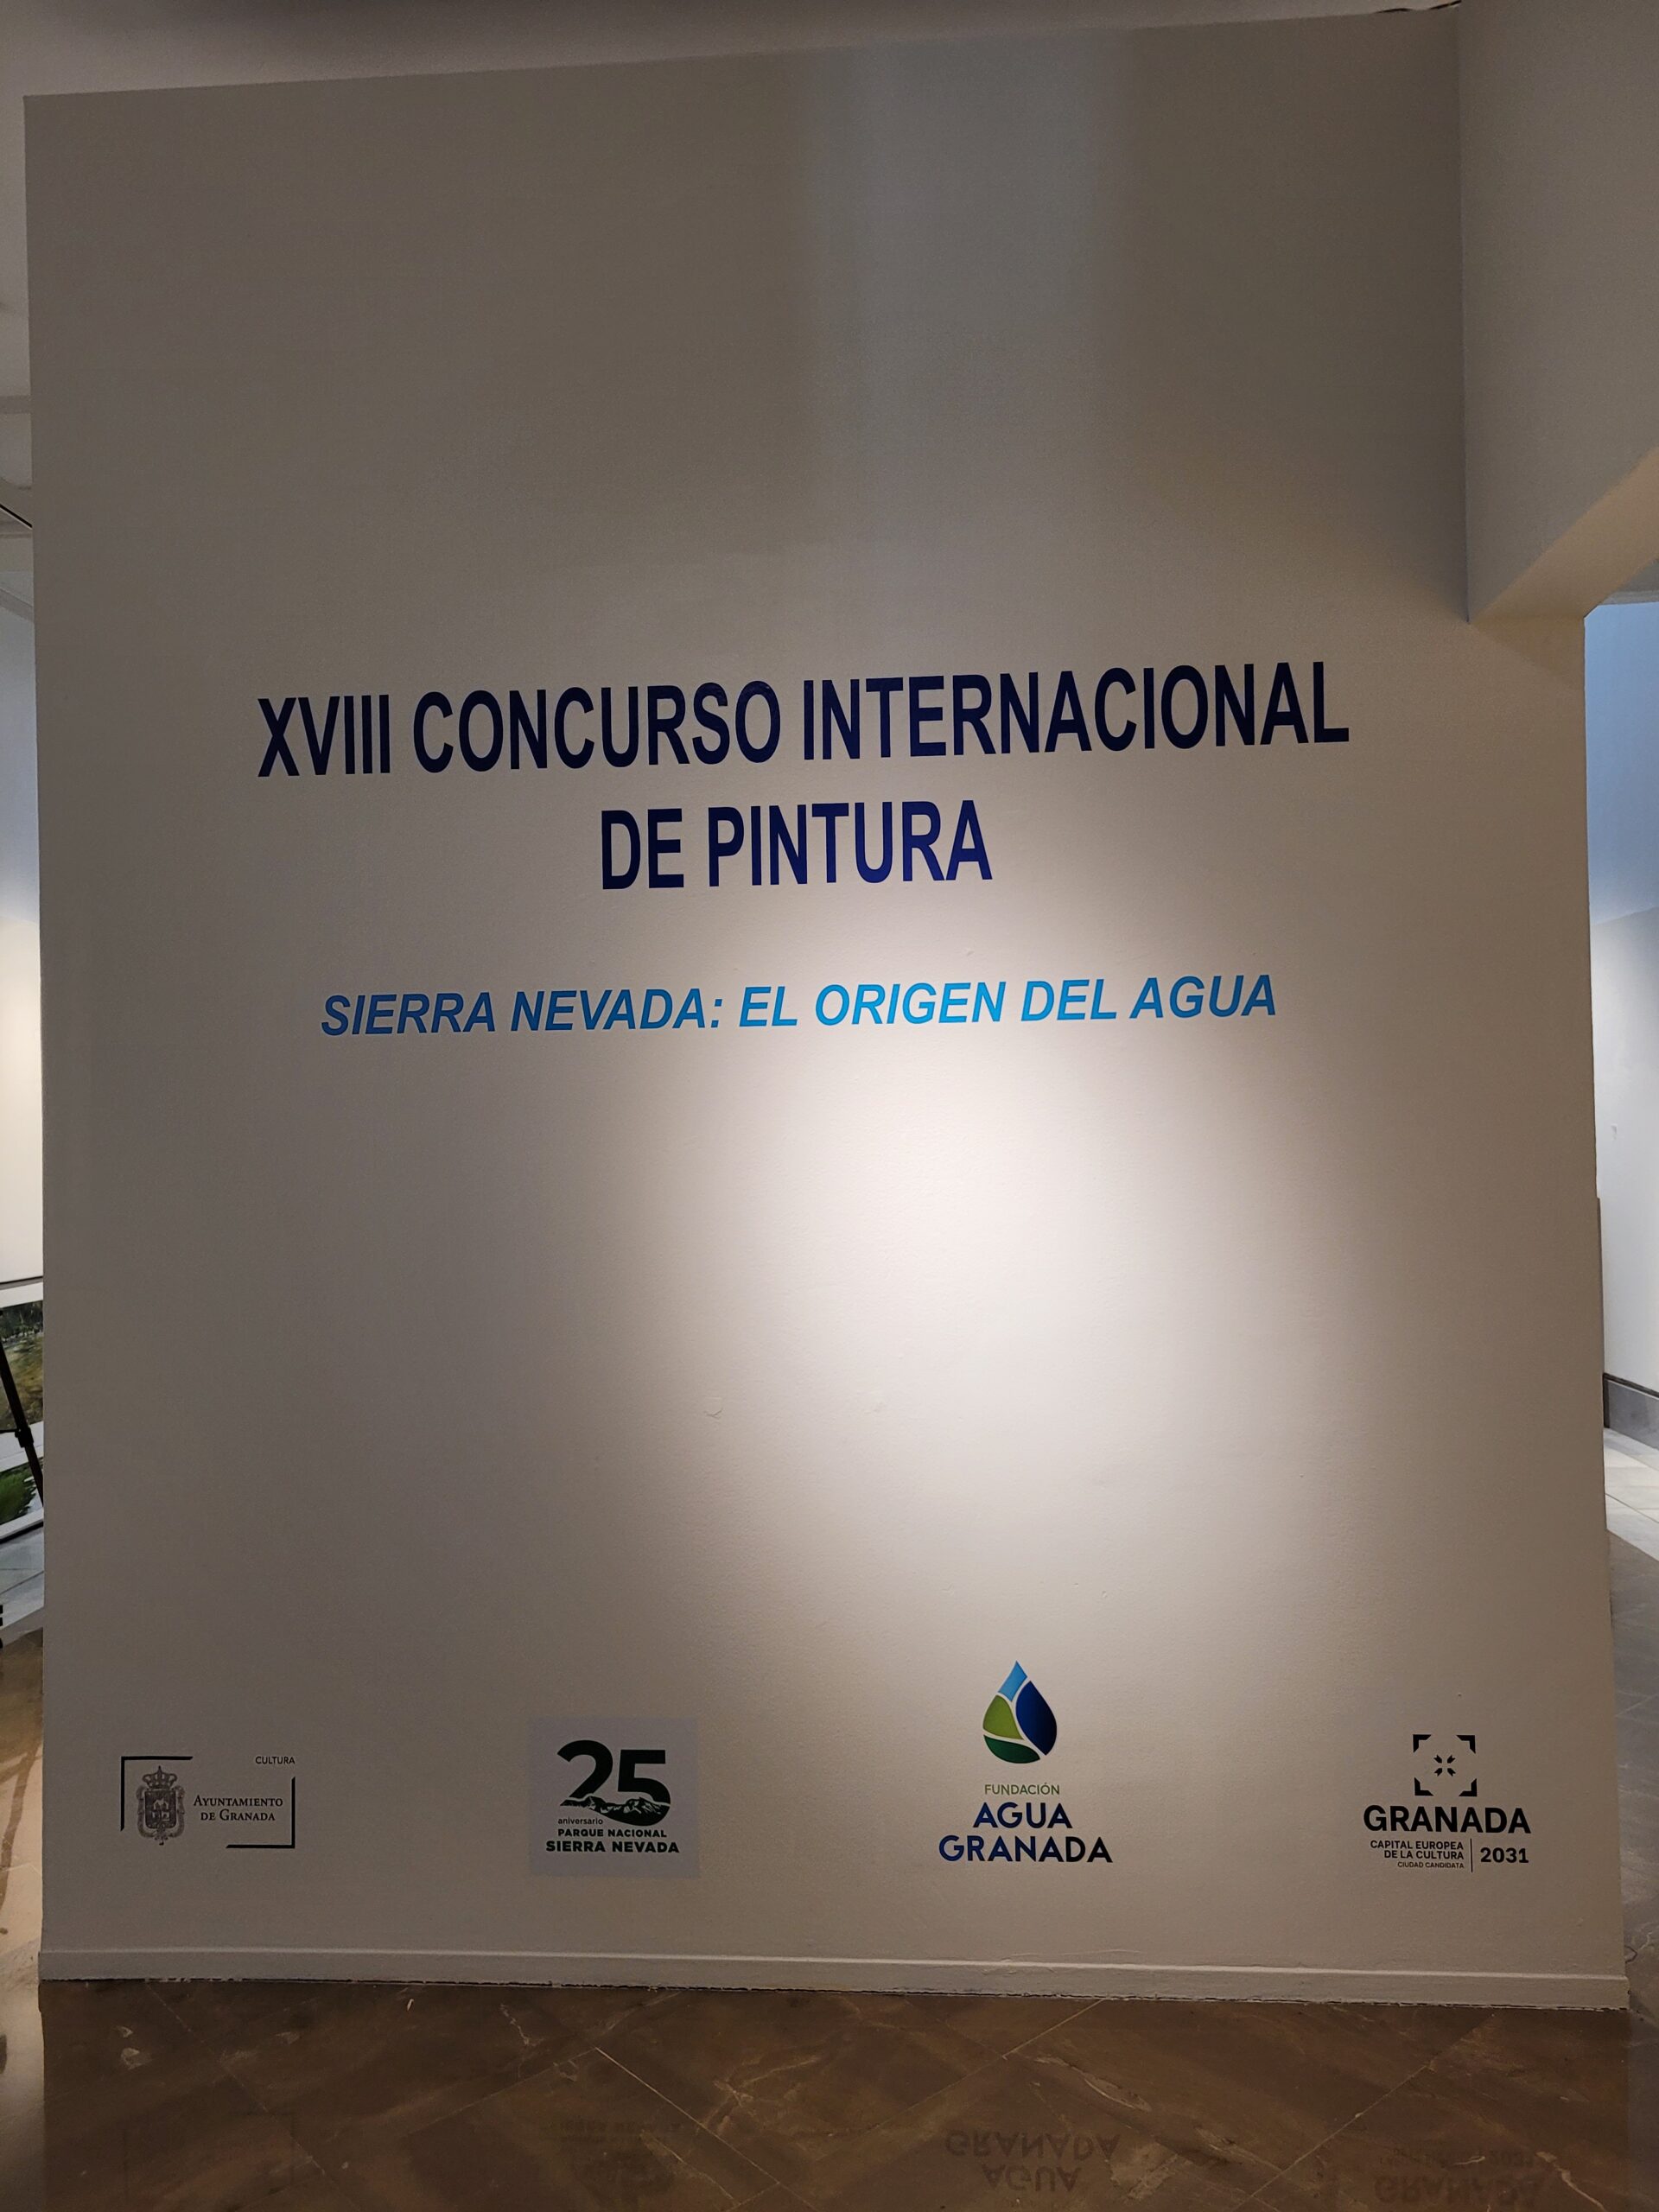 XVIII CONCURSO INTERNACIONAL
DE PINTURA
SIERRA NEVADA: EL ORIGEN DEL AGUA
CULTURA
AYUNTAMIENTO
DE GRANADA
25
aniversario
PARQUE NACIONAL
SIERRA NEVADA
FUNDACIÓN
AGUA
GRANADA
GRANADA
CAPITAL EUROPEA
DE LA CULTURA
CIUDAD CANDIDATA
2031